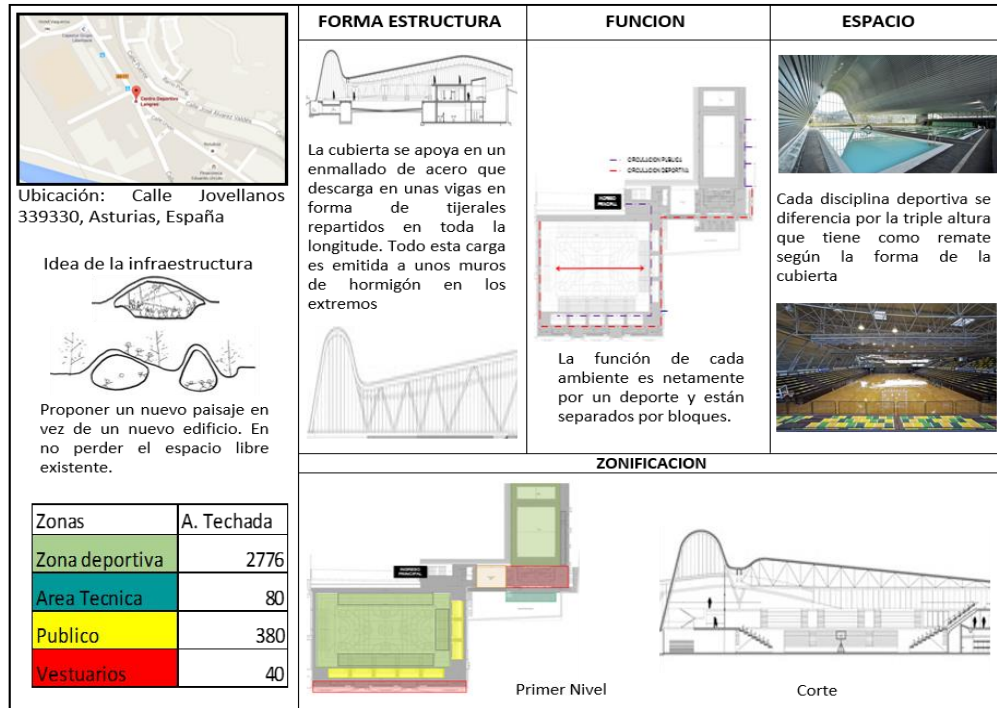 FORMA ESTRUCTURA
FUNCION
ESPACIO
Centro Deportivo
Langreo
Ubicación: Calle Jovellanos
339330, Asturias, España
Idea de la infraestructura
Proponer un nuevo paisaje en
vez de un nuevo edificio. En
no perder el espacio libre
existente.
Zonas A. Techada
Zona deportiva 2776
Area Tecnica 80
Publico 380
Vestuarios 40
La cubierta se apoya en un
enmallado de acero que
descarga en unas vigas en
forma de tijerales
repartidos en toda la
longitude. Todo esta carga
es emitida a unos muros
de hormigón en los
extremos
CIRCULACION PUBLICA
CIRCULACION DEPORTIVA
INGRESO
PRINCIPAL
La función de cada
ambiente es netamente
por un deporte y están
separados por bloques.
Cada disciplina deportiva se
diferencia por la triple altura
que tiene como remate
según la forma de la
cubierta
ZONIFICACION
INGRESO
PRINCIPAL
Primer Nivel
Corte